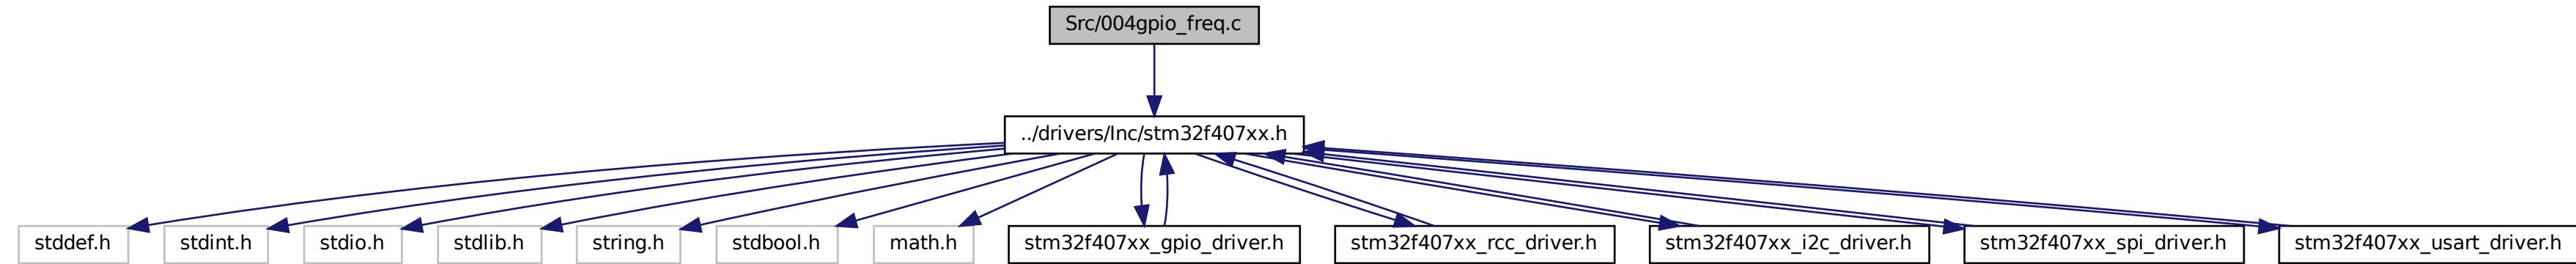 Src/004gpio_freq.c
../drivers/Inc/stm32f407xx.h
stddef.h
stdint.h
stdio.h
stdlib.h
string.h
stdbool.h
math.h
stm32f407xx_gpio_driver.h
stm32f407xx_rcc_driver.h
stm32f407xx_i2c_driver.h
stm32f407xx_spi_driver.h
stm32f407xx_usart_driver.h